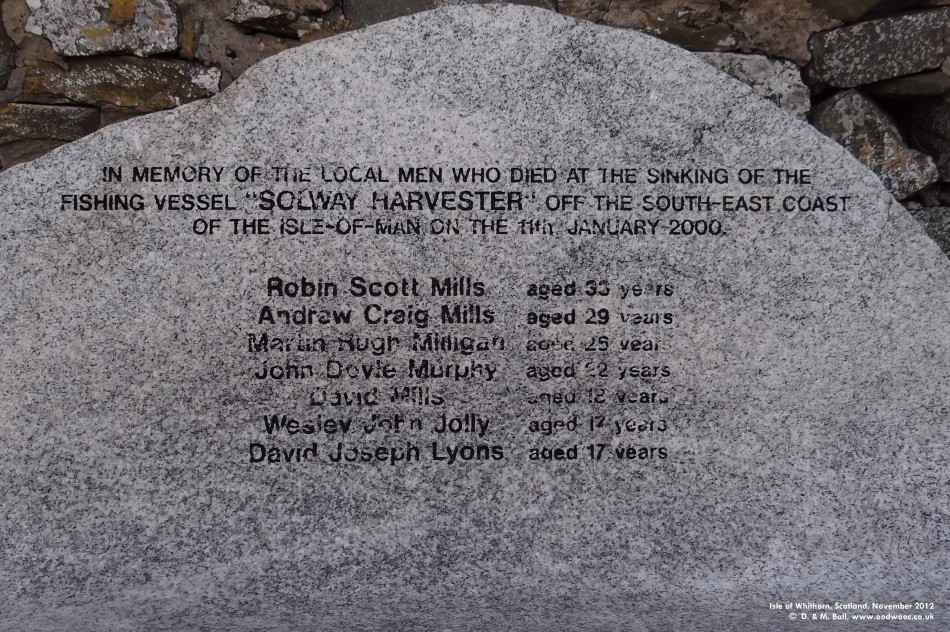 IN MEMORY OF THE LOCAL MEN WHO DIED AT THE SINKING OF THE
FISHING VESSEL "SOLWAY HARVESTER" OFF THE SOUTH-EAST COAST
OF THE ISLE-OF-MAN ON THE 11th JANUARY 2000.
Robin Scott Mills aged 33 years
Andrew Craig Mills aged 29 years
Martin Hugh Milligan aged 26 years
John Doyle Murphy aged 22 years
David Mills aged 18 years
Wesley John Jolly aged 17 years
David Joseph Lyons aged 17 years
Isle of Whithorn, Scotland, November 2012
© D. & M. Ball, www.oodwooc.co.uk